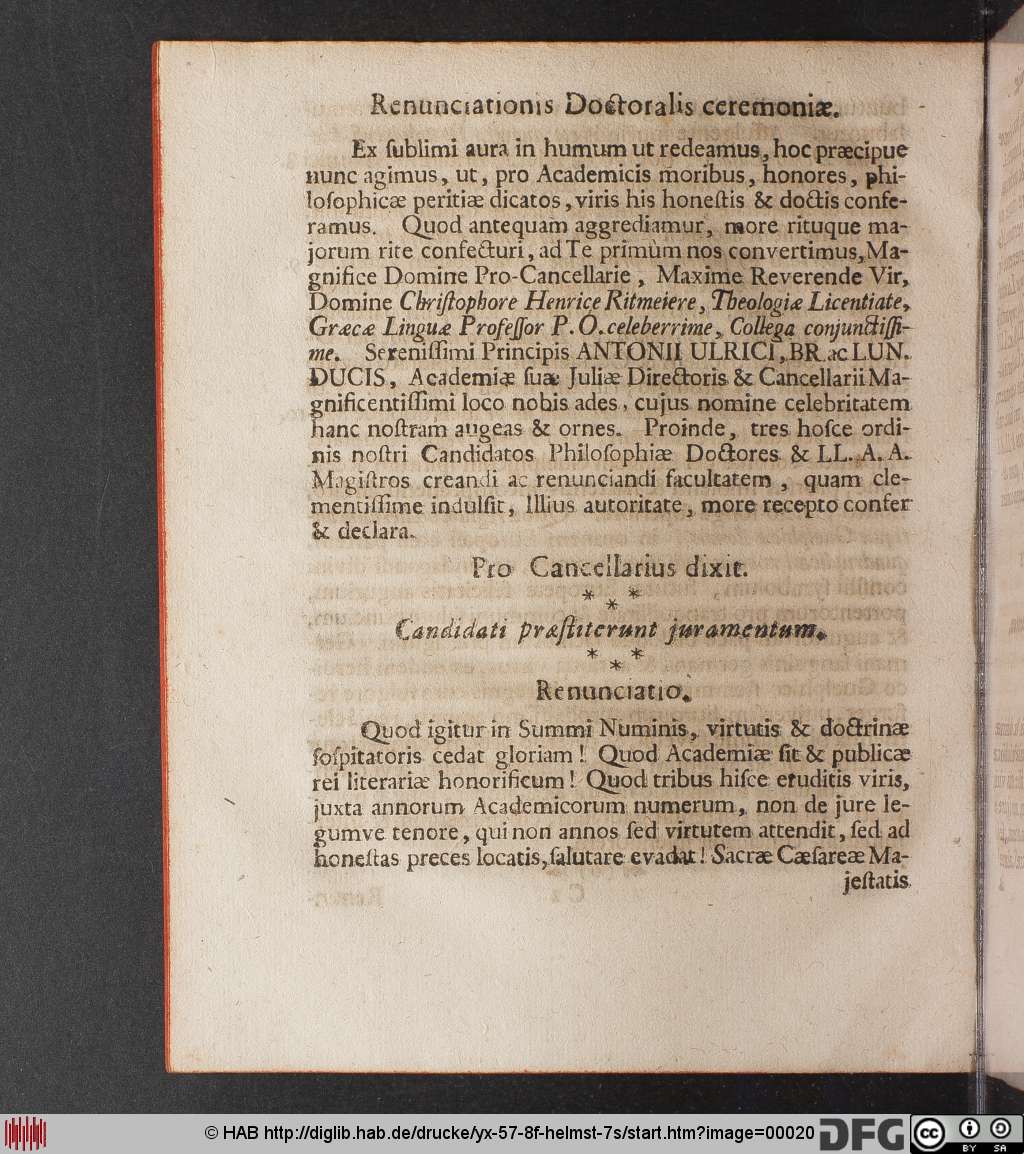 Renunciationis Doctoralis ceremoniæ.
Ex ſublimi aura in humum ut redeamus, hoc præcipue
nunc agimus, ut, pro Academicis moribus, honores, phi-
loſophicæ peritiæ dicatos, viris his honeſtis & doctis confe-
ramus. Quod antequam aggrediamur, more rituque ma-
jorum rite confecturi, ad Te primùm nos convertimus, Ma-
gnifice Domine Pro-Cancellarie, Maxime Reverende Vir,
Domine Chriſtophore Henrice Ritmeiere, Theologiæ Licentiate,
Græcæ Linguæ Profeſſor P. O. celeberrime, Collega conjunctiſſi-
me. Sereniſſimi Principis ANTONII ULRICI, BR. ac LUN.
DUCIS, Academiæ ſuæ Juliæ Directoris & Cancellarii Ma-
gnificentiſſimi loco nobis ades, cujus nomine celebritatem
hanc noſtram augeas & ornes. Proinde, tres hoſce ordi-
nis noſtri Candidatos Philoſophiæ Doctores & LL. A. A.
Magiſtros creandi ac renunciandi facultatem, quam cle-
mentiſſime indulſit, Illius autoritate, more recepto confer
& declara.
Pro Cancellarius dixit.
* * *
Candidati præſtiterunt juramentum.
* * *
Renunciatio.
Quod igitur in Summi Numinis, virtutis & doctrinæ
ſoſpitatoris cedat gloriam! Quod Academiæ ſit & publicæ
rei literariæ honorificum! Quod tribus hiſce eruditis viris,
juxta annorum Academicorum numerum, non de jure le-
gumve tenore, qui non annos ſed virtutem attendit, ſed ad
honeſtas preces locatis, ſalutare evadat! Sacræ Cæſareæ Ma-
jeſtatis
© HAB http://diglib.hab.de/drucke/yx-57-8f-helmst-7s/start.htm?image=00020
DFG
cc BY SA